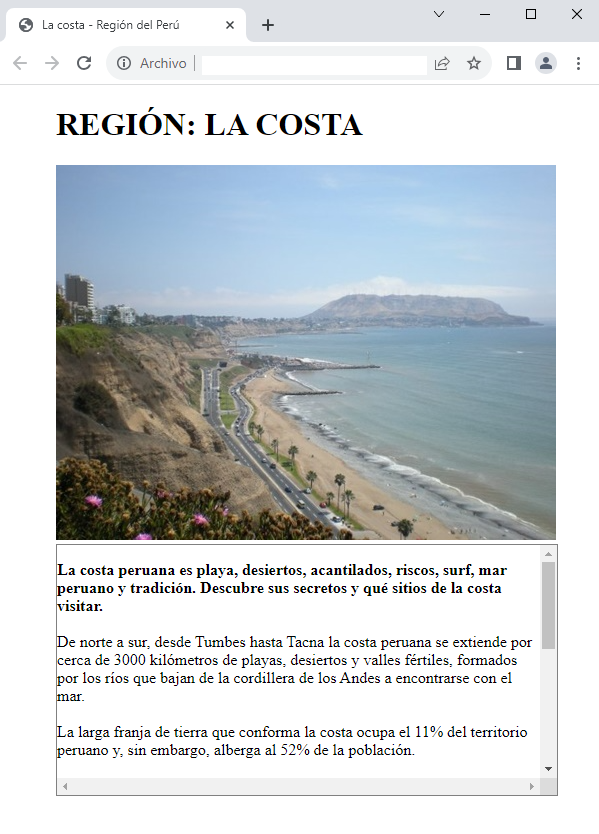 La costa - Región del Perú
Archivo
REGIÓN: LA COSTA
La costa peruana es playa, desiertos, acantilados, riscos, surf, mar
peruano y tradición. Descubre sus secretos y qué sitios de la costa
visitar.
De norte a sur, desde Tumbes hasta Tacna la costa peruana se extiende por
cerca de 3000 kilómetros de playas, desiertos y valles fértiles, formados
por los ríos que bajan de la cordillera de los Andes a encontrarse con el
mar.
La larga franja de tierra que conforma la costa ocupa el 11% del territorio
peruano y, sin embargo, alberga al 52% de la población.